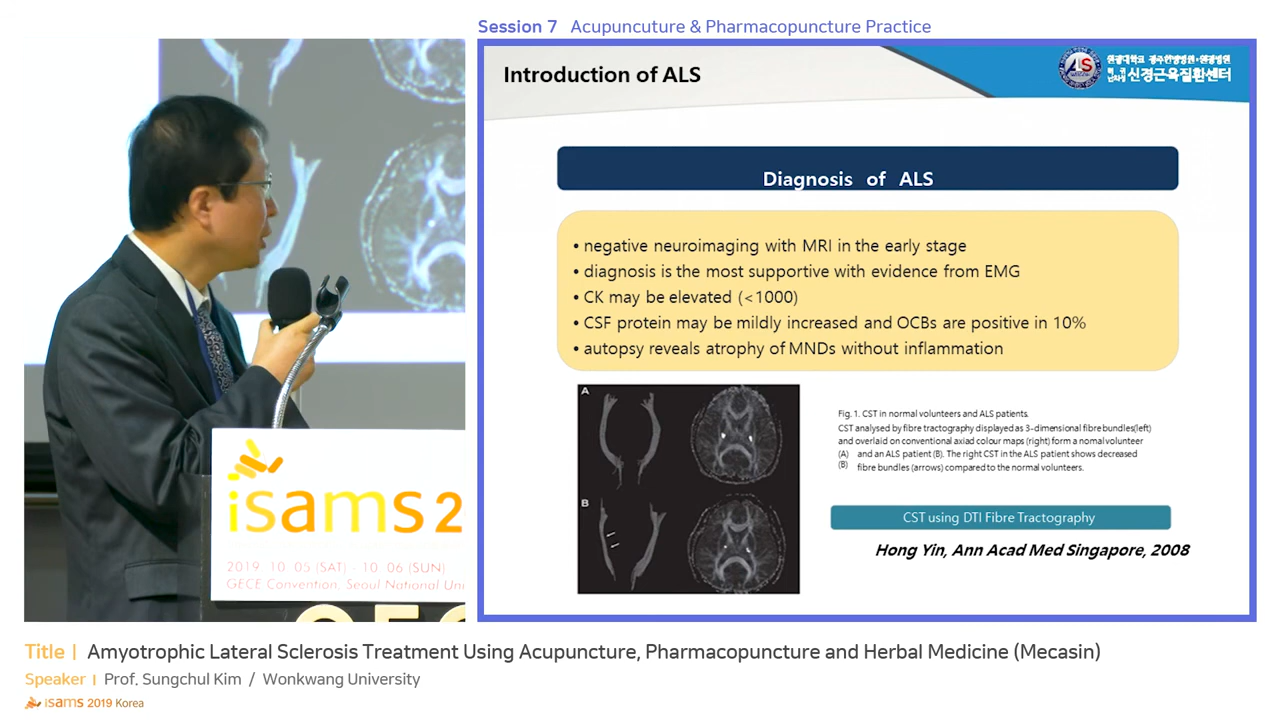 Session 7 Acupuncuture & Pharmacopuncture Practice
Introduction of ALS
ALS
원광대학교 광주한방병원·원광병원
신경근육질환센터
Diagnosis of ALS
• negative neuroimaging with MRI in the early stage
• diagnosis is the most supportive with evidence from EMG
• CK may be elevated (<1000)
• CSF protein may be mildly increased and OCBs are positive in 10%
• autopsy reveals atrophy of MNDs without inflammation
A
B
Fig. 1. CST in normal volunteers and ALS patients.
CST analysed by fibre tractography displayed as 3-dimensional fibre bundles(left)
and overlaid on conventional axiad colour maps (right) form a nomal volunteer
(A) and an ALS patient (B). The right CST in the ALS patient shows decreased
(B) fibre bundles (arrows) compared to the normal volunteers.
CST using DTI Fibre Tractography
Hong Yin, Ann Acad Med Singapore, 2008
isams 2
2019. 10. 05 (SAT) - 10. 06 (SUN)
GECE Convention, Seoul National Uni
Title | Amyotrophic Lateral Sclerosis Treatment Using Acupuncture, Pharmacopuncture and Herbal Medicine (Mecasin)
Speaker | Prof. Sungchul Kim / Wonkwang University
isams 2019 Korea